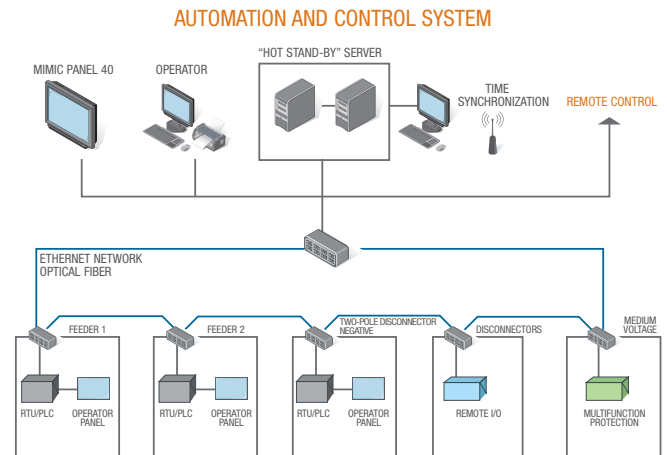 AUTOMATION AND CONTROL SYSTEM
“HOT STAND-BY” SERVER
MIMIC PANEL 40
OPERATOR
TIME
SYNCHRONIZATION
REMOTE CONTROL
ETHERNET NETWORK
OPTICAL FIBER
FEEDER 1
FEEDER 2
TWO-POLE DISCONNECTOR
NEGATIVE
DISCONNECTORS
MEDIUM
VOLTAGE
RTU/PLC
OPERATOR
PANEL
RTU/PLC
OPERATOR
PANEL
RTU/PLC
OPERATOR
PANEL
REMOTE I/O
MULTIFUNCTION
PROTECTION